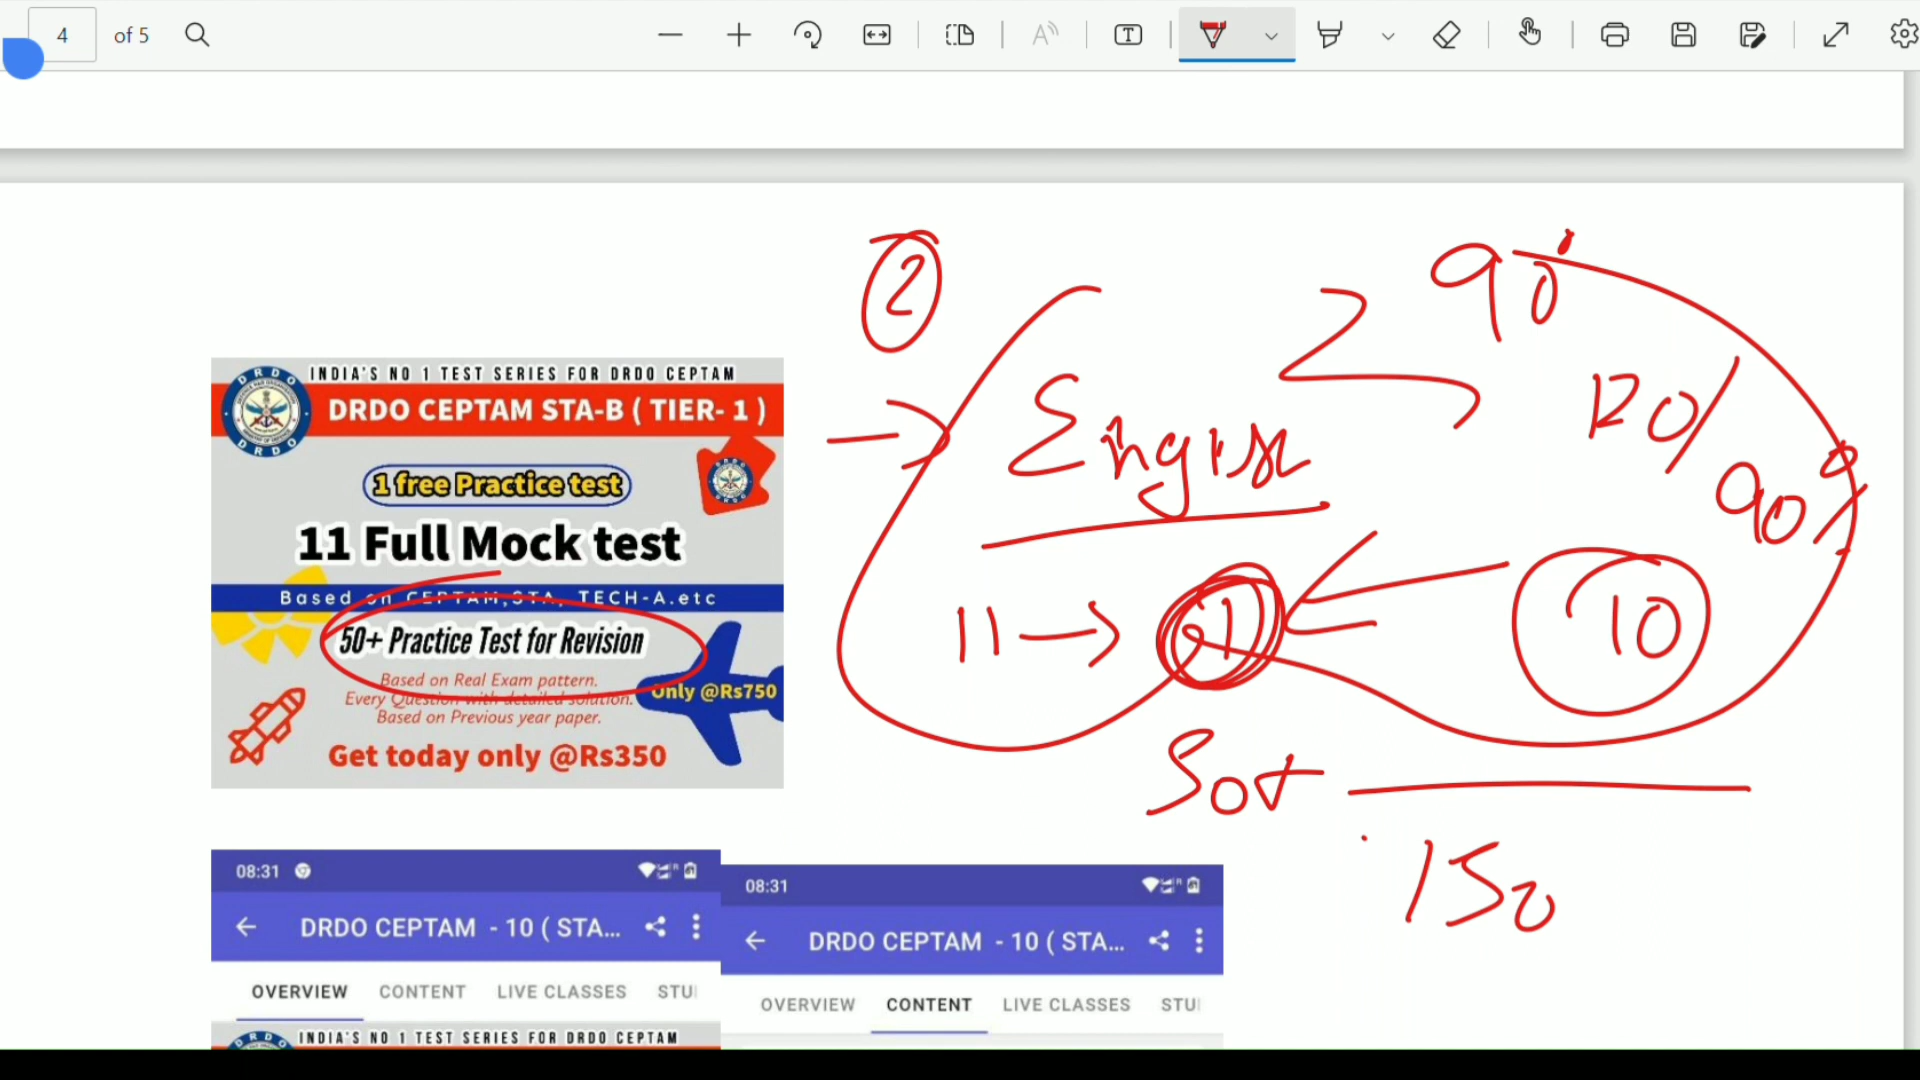 4 of 5
INDIA'S NO 1 TEST SERIES FOR DRDO CEPTAM
DRDO CEPTAM STA-B ( TIER- 1 )
1 free Practice test
11 Full Mock test
Based on CEPTAM,STA, TECH-A.etc
50+ Practice Test for Revision
Based on Real Exam pattern.
Every Question with detailed solution.
Based on Previous year paper.
Only @Rs750
Get today only @Rs350
DRDO
DRDO
2
90
120/
90%
11 → 1
10
150
08:31
DRDO CEPTAM - 10 ( STA...
OVERVIEW CONTENT LIVE CLASSES STU
INDIA'S NO 1 TEST SERIES FOR DRDO CEPTAM
08:31
DRDO CEPTAM - 10 ( STA...
OVERVIEW CONTENT LIVE CLASSES STU